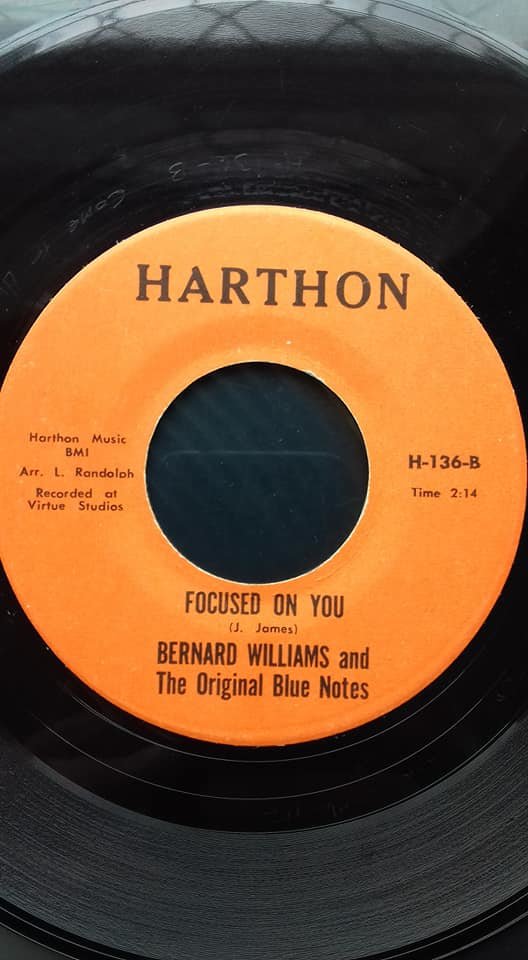 HARTHON
Harthon Music
BMI
Arr. L. Randolph
Recorded at
Virtue Studios
H-136-B
Time 2:14
FOCUSED ON YOU
(J. James)
BERNARD WILLIAMS and
The Original Blue Notes